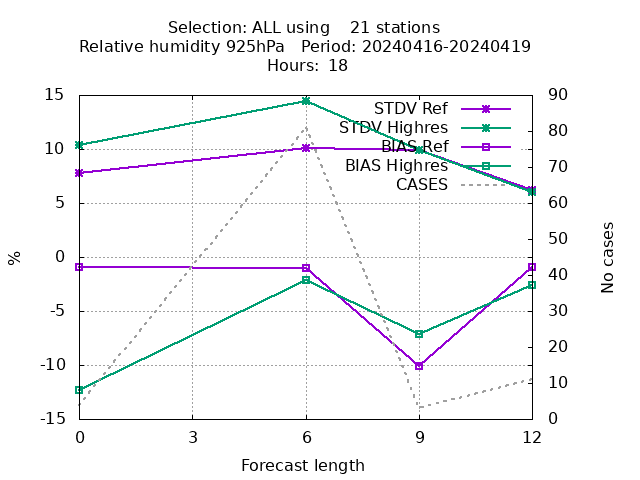 Selection: ALL using    21 stations
Relative humidity 925hPa   Period: 20240416-20240419
Hours: 18
15
10
5
0
-5
-10
-15
%
90
80
70
60
50
40
30
20
10
0
No cases
STDV Ref
STDV Highres
BIAS Ref
BIAS Highres
CASES
0 3 6 9 12
Forecast length